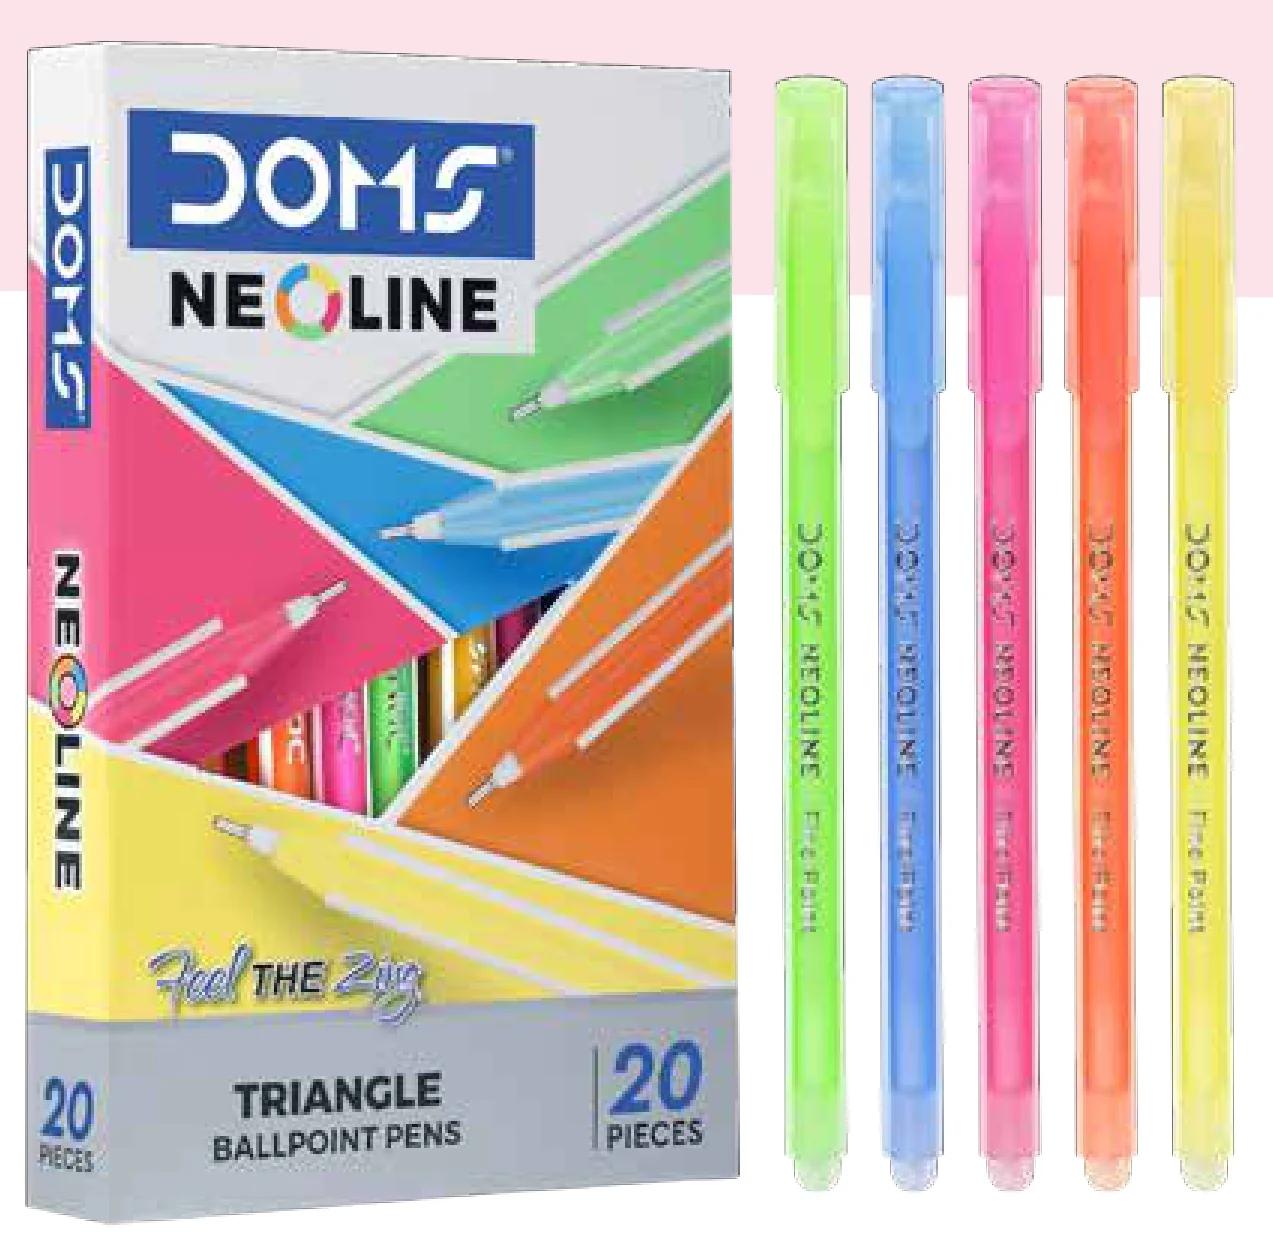 DOMS®
NEOLINE
Feel THE Zing
TRIANGLE
BALLPOINT PENS
20
PIECES
DOMS
NEOLINE
20
PIECES
DOMS NEOLINE Fine Point
DOMS NEOLINE Fine Point
DOMS NEOLINE Fine Point
DOMS NEOLINE Fine Point
DOMS NEOLINE Fine Point